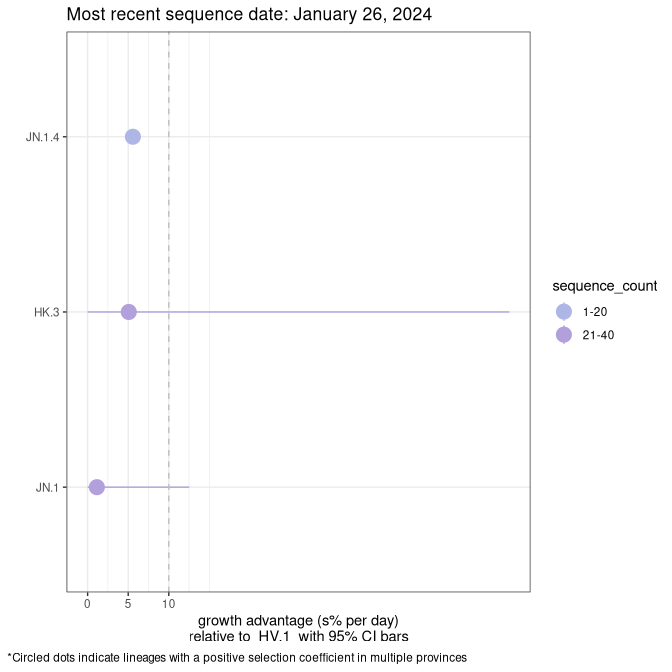 Most recent sequence date: January 26, 2024
JN.1.4
HK.3
JN.1
0 5 10
growth advantage (s% per day)
relative to  HV.1  with 95% CI bars
sequence_count
1-20
21-40
*Circled dots indicate lineages with a positive selection coefficient in multiple provinces